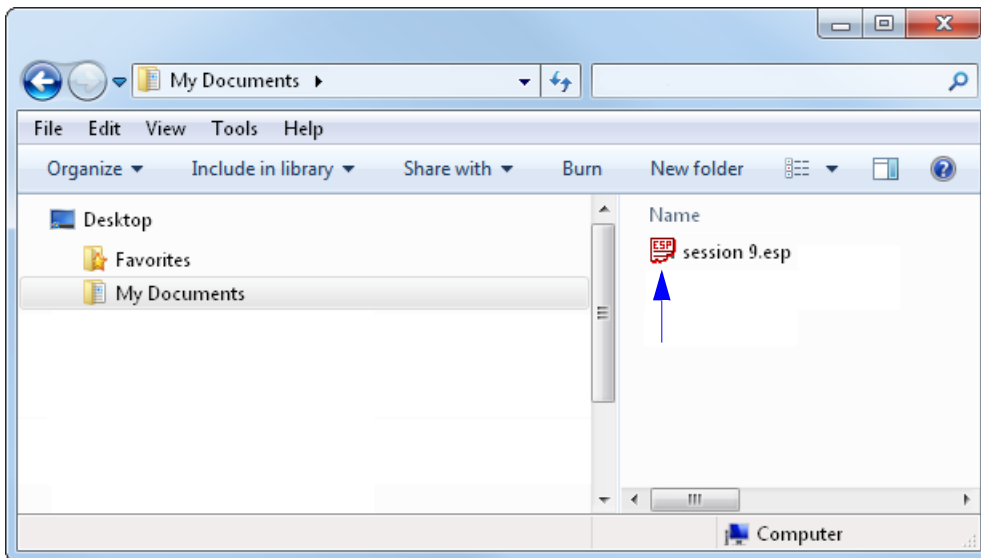 My Documents
File Edit View Tools Help
Organize Include in library Share with Burn New folder
Desktop
Favorites
My Documents
Name
ESP session 9.esp
Computer